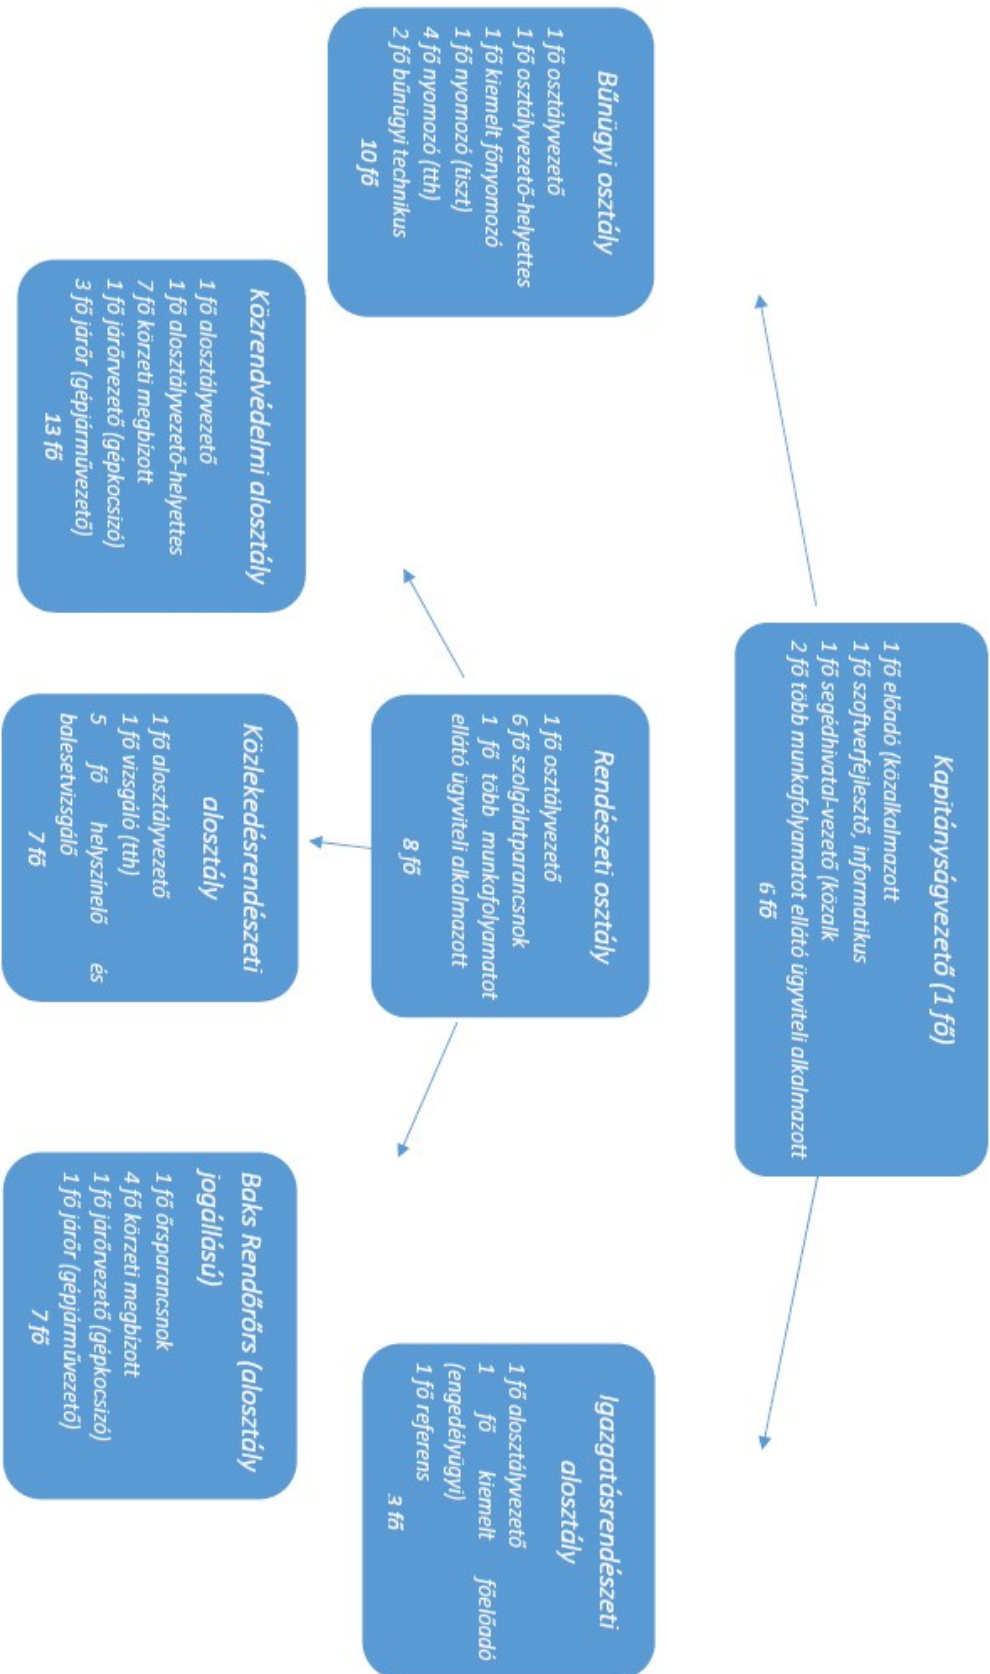 Kapitányságvezető (1 fő)
1 fő előadó (közalkalmazott
1 fő szoftverfejlesztő, informatikus
1 fő segédhivatal-vezető (közalk
2 fő több munkafolyamatot ellátó ügyviteli alkalmazott
6 fő
Bűnügyi osztály
1 fő osztályvezető
1 fő osztályvezető-helyettes
1 fő kiemelt főnyomozó
1 fő nyomozó (tiszt)
4 fő nyomozó (tth)
2 fő bűnügyi technikus
10 fő
Rendészeti osztály
1 fő osztályvezető
6 fő szolgálatparancsnok
1 fő több munkafolyamatot
ellátó ügyviteli alkalmazott
8 fő
Igazgatásrendészeti
alosztály
1 fő alosztályvezető
1 fő kiemelt főelőadó
(engedélyügyi)
1 fő referens
3 fő
Közrendvédelmi alosztály
1 fő alosztályvezető
1 fő alosztályvezető-helyettes
7 fő körzeti megbízott
1 fő járőrvezető (gépkocsizó)
3 fő járőr (gépjárművezető)
13 fő
Közlekedésrendészeti
alosztály
1 fő alosztályvezető
1 fő vizsgáló (tth)
5 fő helyszínelő és
balesetvizsgáló
7 fő
Baks Rendőrőrs (alosztály
jogállású)
1 fő őrsparancsnok
4 fő körzeti megbízott
1 fő járőrvezető (gépkocsizó)
1 fő járőr (gépjárművezető)
7 fő